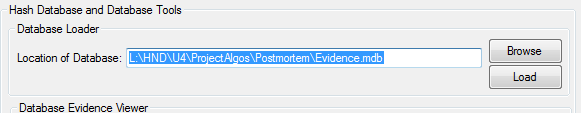 Hash Database and Database Tools
Database Loader
Browse
Location of Database: L:\HND\U4\ProjectAlgos\Postmortem\Evidence.mdb
Load
Database Evidence Viewer